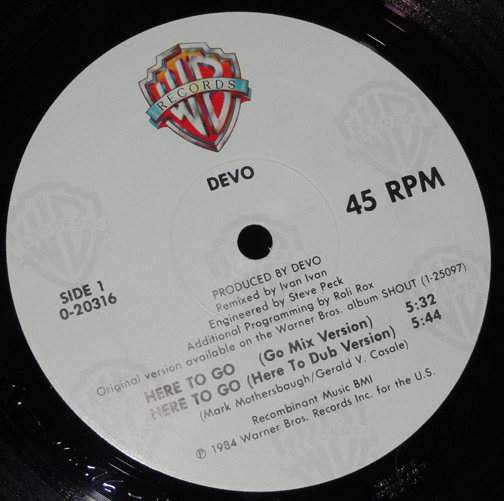 WB
RECORDS
DEVO
45 RPM
SIDE 1
0-20316
PRODUCED BY DEVO
Remixed by Ivan Ivan
Engineered by Steve Peck
Additional Programming by Roli Rox
Original version available on the Warner Bros. album SHOUT (1-25097)
HERE TO GO (Go Mix Version) 5:32
HERE TO GO (Here To Dub Version) 5:44
(Mark Mothersbaugh/Gerald V. Casale)
Recombinant Music BMI
℗ 1984 Warner Bros. Records Inc. for the U.S.